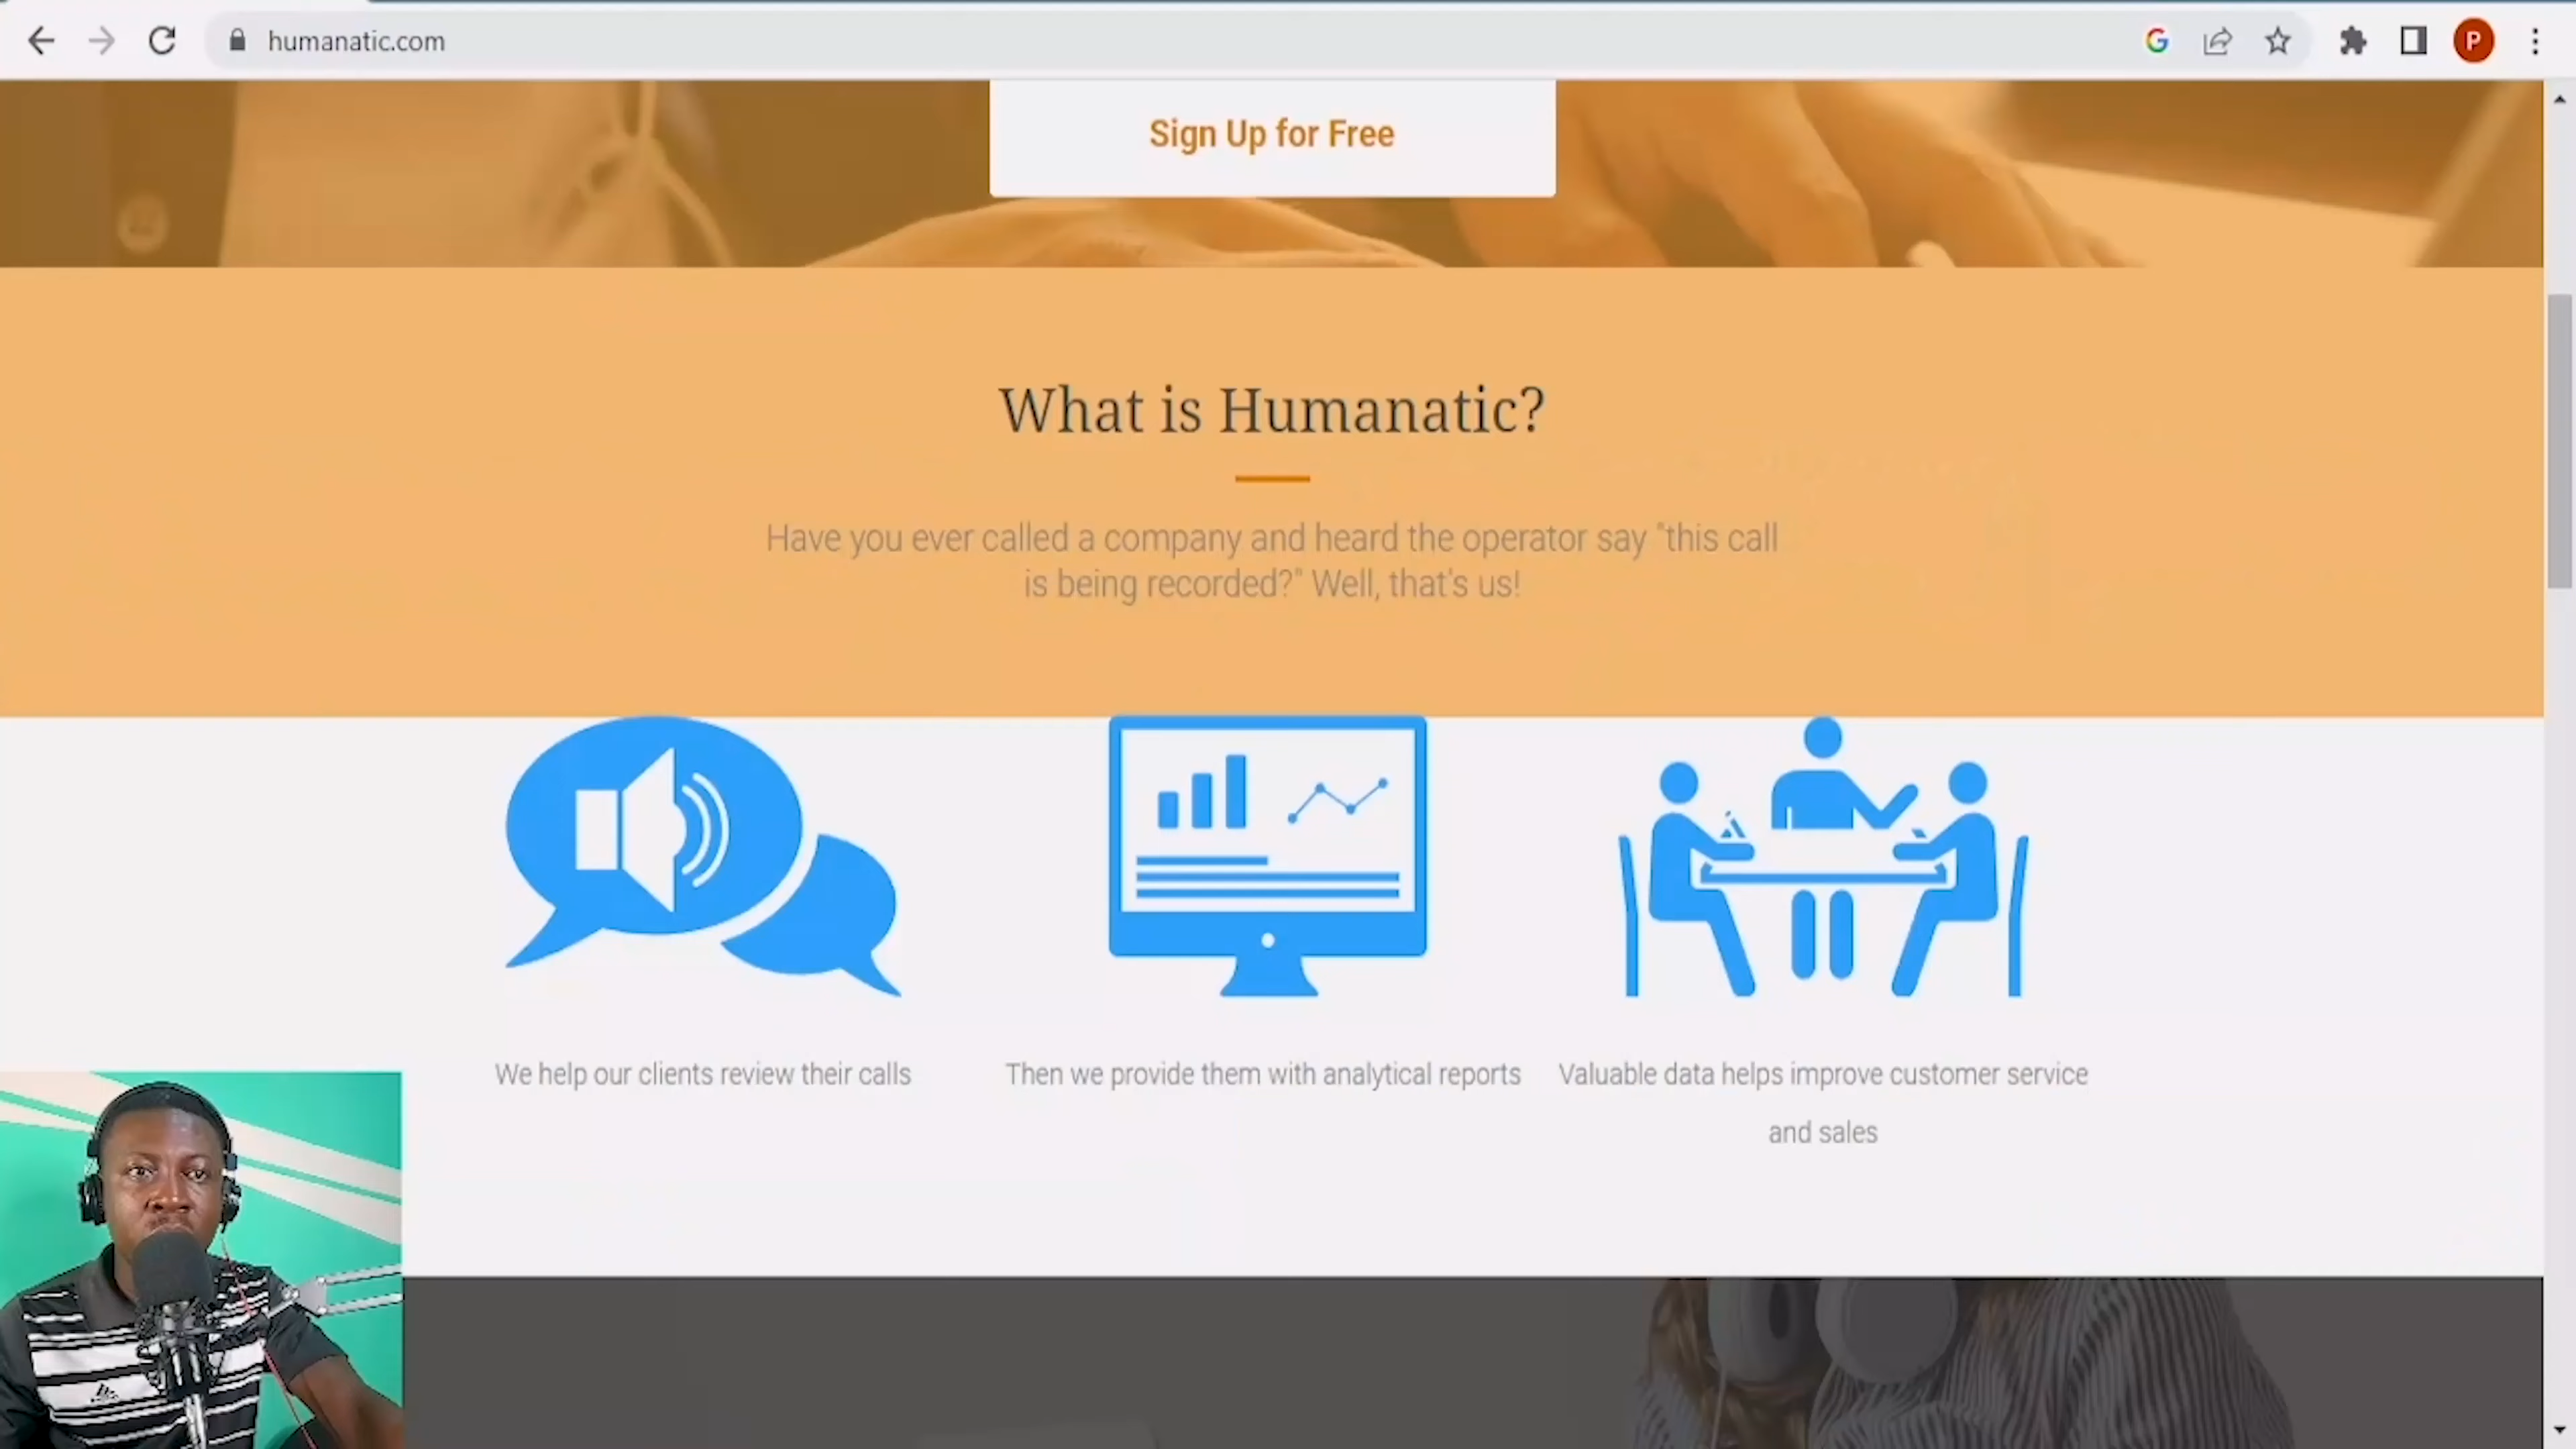 humanatic.com
P
Sign Up for Free
What is Humanatic?
Have you ever called a company and heard the operator say "this call
is being recorded?" Well, that's us!
We help our clients review their calls
Then we provide them with analytical reports
Valuable data helps improve customer service
and sales